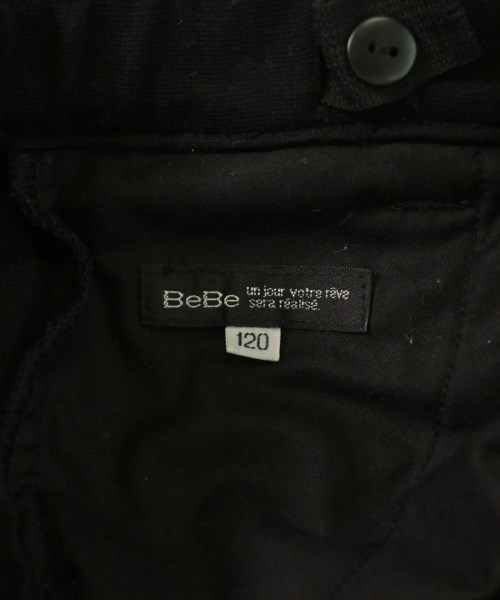 BeBe
un jour votre rêve
sera réalisé.
120